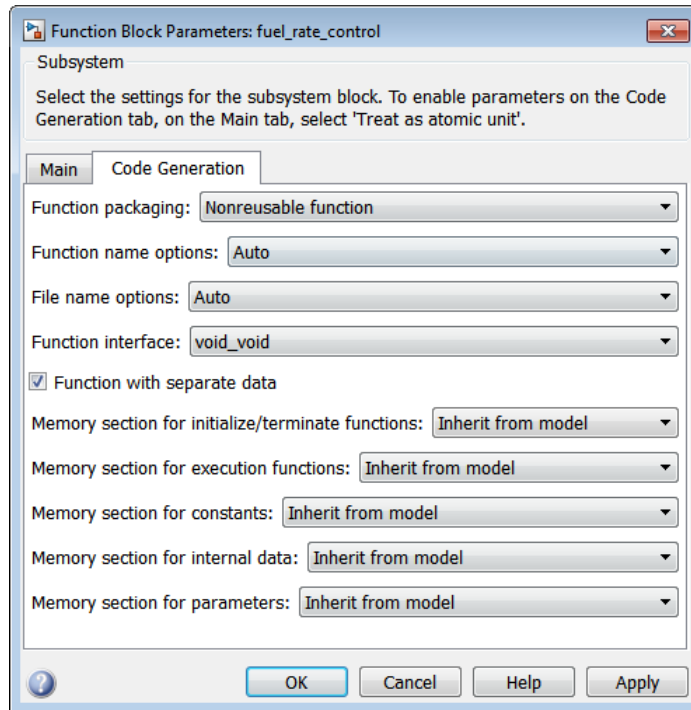 Function Block Parameters: fuel_rate_control
Subsystem
Select the settings for the subsystem block. To enable parameters on the Code
Generation tab, on the Main tab, select 'Treat as atomic unit'.
Main Code Generation
Function packaging: Nonreusable function
Function name options: Auto
File name options: Auto
Function interface: void_void
Function with separate data
Memory section for initialize/terminate functions: Inherit from model
Memory section for execution functions: Inherit from model
Memory section for constants: Inherit from model
Memory section for internal data: Inherit from model
Memory section for parameters: Inherit from model
? OK Cancel Help Apply